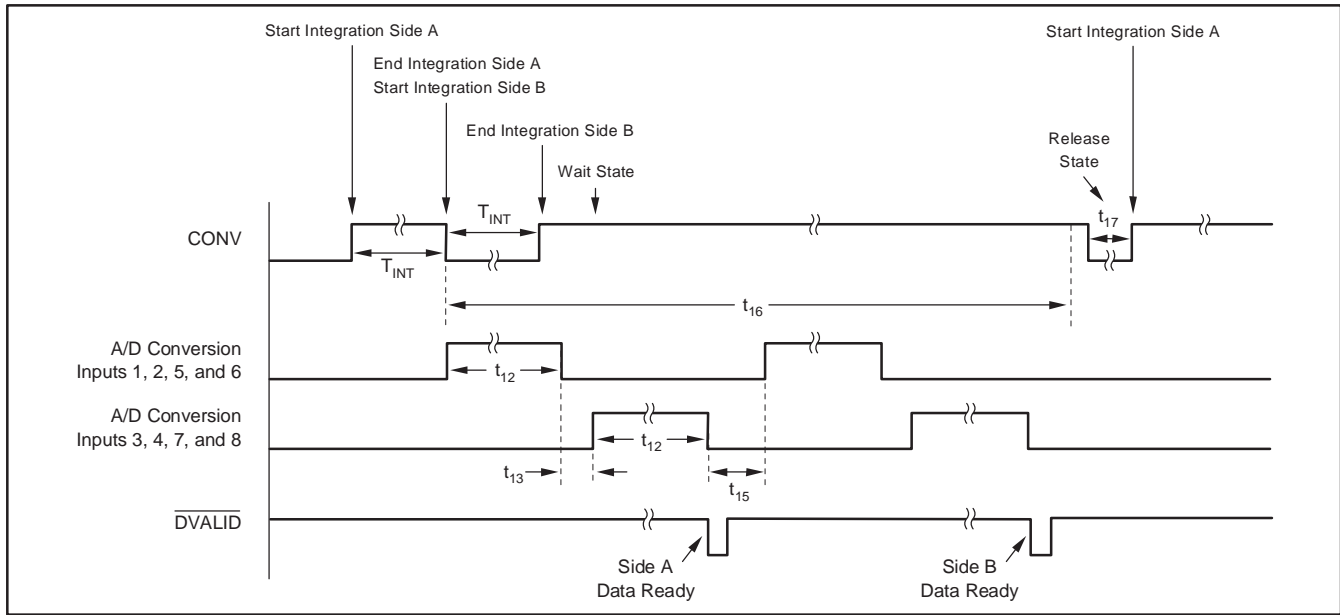 Start Integration Side A
Start Integration Side A
End Integration Side A
Start Integration Side B
End Integration Side B
Wait State
Release
State
CONV
T_INT
T_INT
t_17
t_16
A/D Conversion
Inputs 1, 2, 5, and 6
t_12
A/D Conversion
Inputs 3, 4, 7, and 8
t_12
t_13
t_15
DVALID
Side A
Data Ready
Side B
Data Ready